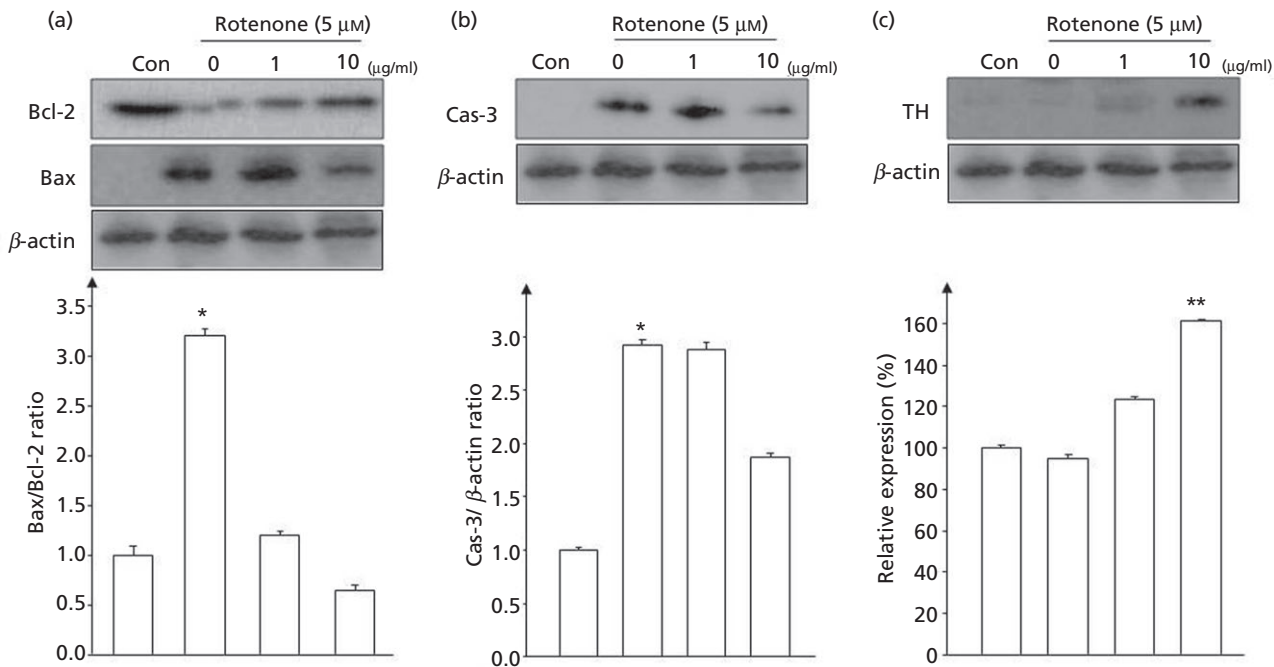 (a)
Rotenone (5 μM)
Con 0 1 10 (μg/ml)
Bcl-2
Bax
β-actin
3.5
3.0
2.5
2.0
1.5
1.0
0.5
0.0
Bax/Bcl-2 ratio
*
(b)
Rotenone (5 μM)
Con 0 1 10 (μg/ml)
Cas-3
β-actin
3.0
2.5
2.0
1.5
1.0
0.5
0.0
Cas-3/ β-actin ratio
*
(c)
Rotenone (5 μM)
Con 0 1 10 (μg/ml)
TH
β-actin
160
140
120
100
80
60
40
20
0
Relative expression (%)
**